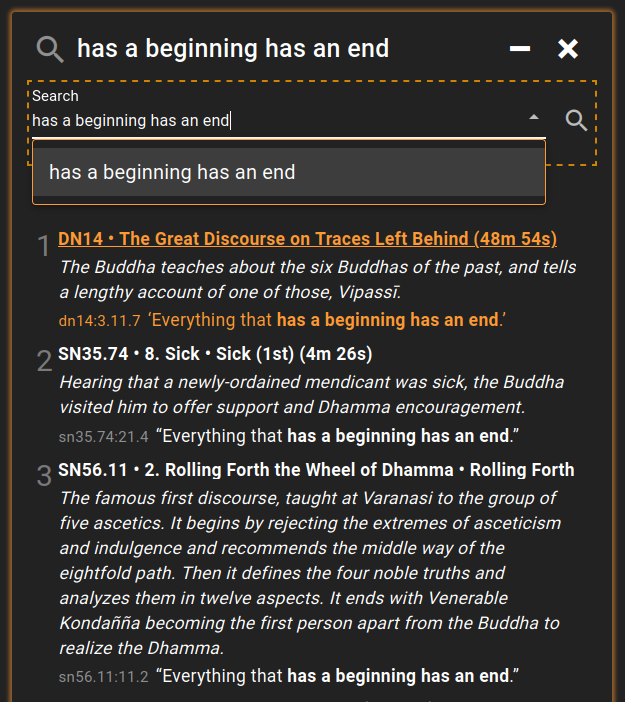 has a beginning has an end
Search
has a beginning has an end
has a beginning has an end
1 DN14 • The Great Discourse on Traces Left Behind (48m 54s)
The Buddha teaches about the six Buddhas of the past, and tells
a lengthy account of one of those, Vipassī.
dn14:3.11.7 ‘Everything that has a beginning has an end.’
2 SN35.74 • 8. Sick • Sick (1st) (4m 26s)
Hearing that a newly-ordained mendicant was sick, the Buddha
visited him to offer support and Dhamma encouragement.
sn35.74:21.4 “Everything that has a beginning has an end.”
3 SN56.11 • 2. Rolling Forth the Wheel of Dhamma • Rolling Forth
The famous first discourse, taught at Varanasi to the group of
five ascetics. It begins by rejecting the extremes of asceticism
and indulgence and recommends the middle way of the
eightfold path. Then it defines the four noble truths and
analyzes them in twelve aspects. It ends with Venerable
Kondañña becoming the first person apart from the Buddha to
realize the Dhamma.
sn56.11:11.2 “Everything that has a beginning has an end.”